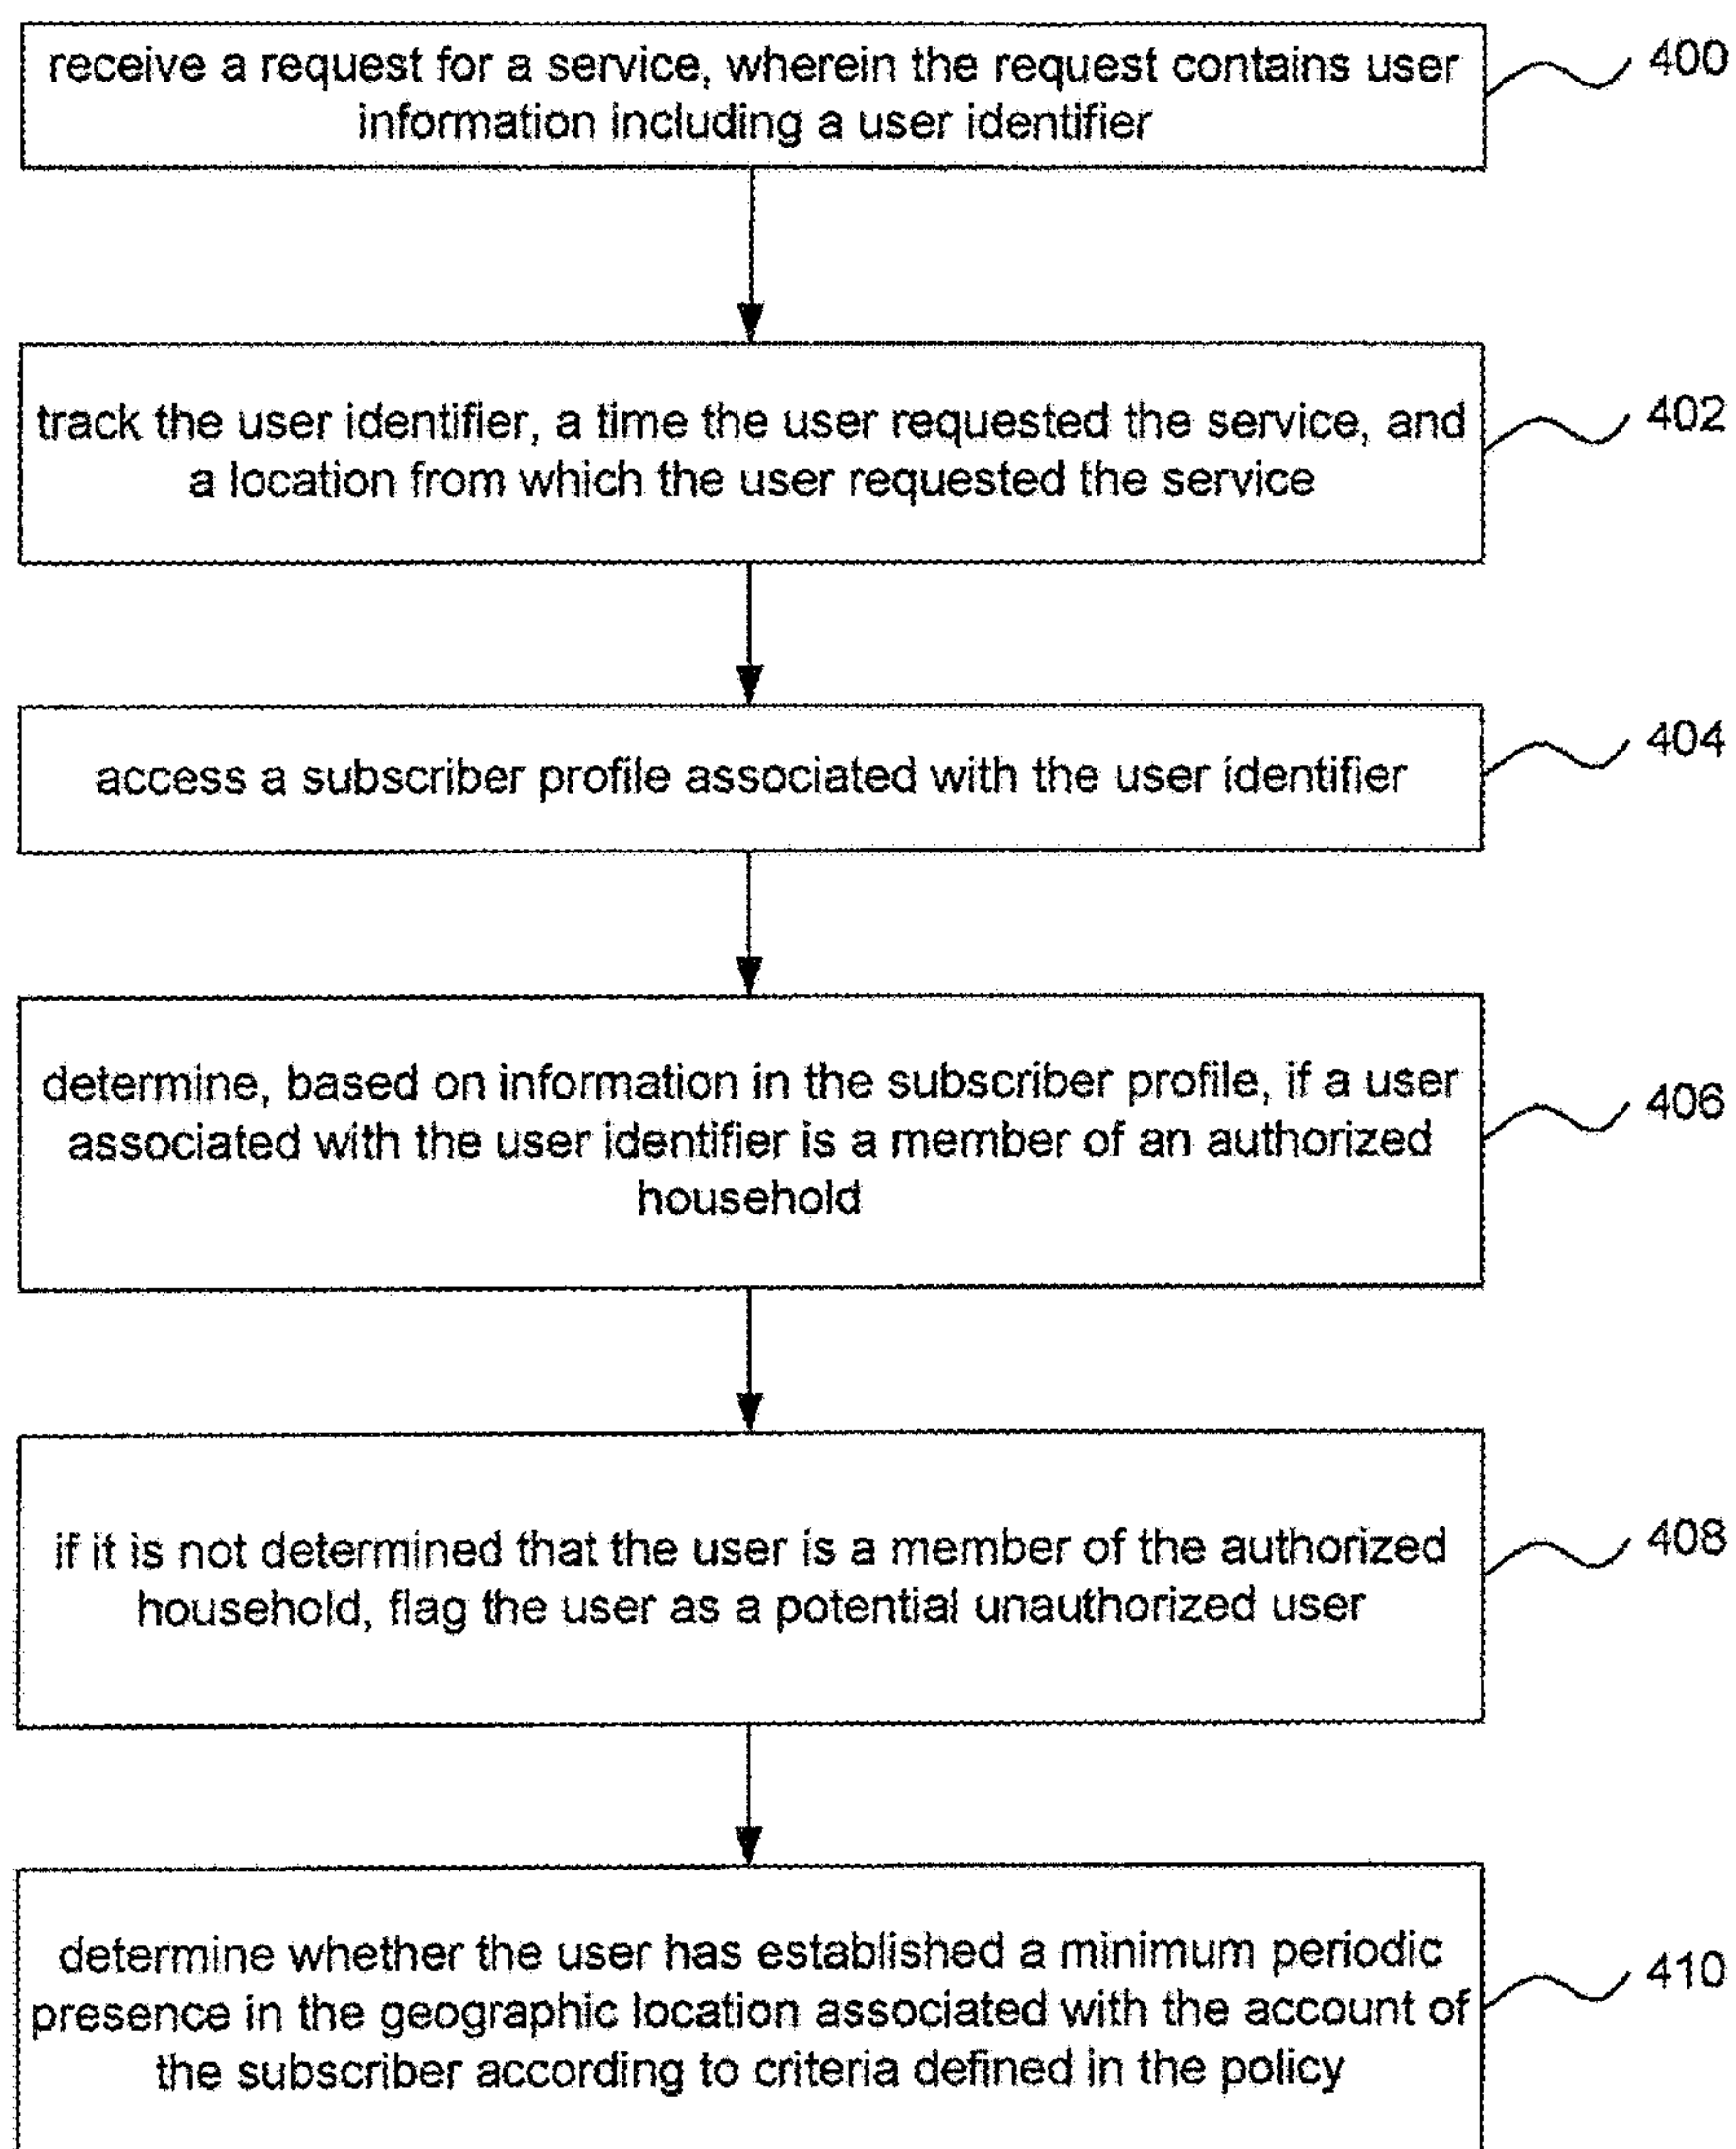 receive a request for a service, wherein the request contains user
information including a user identifier
400
track the user identifier, a time the user requested the service, and
a location from which the user requested the service
402
access a subscriber profile associated with the user identifier
404
determine, based on information in the subscriber profile, if a user
associated with the user identifier is a member of an authorized
household
406
if it is not determined that the user is a member of the authorized
household, flag the user as a potential unauthorized user
408
determine whether the user has established a minimum periodic
presence in the geographic location associated with the account of
the subscriber according to criteria defined in the policy
410